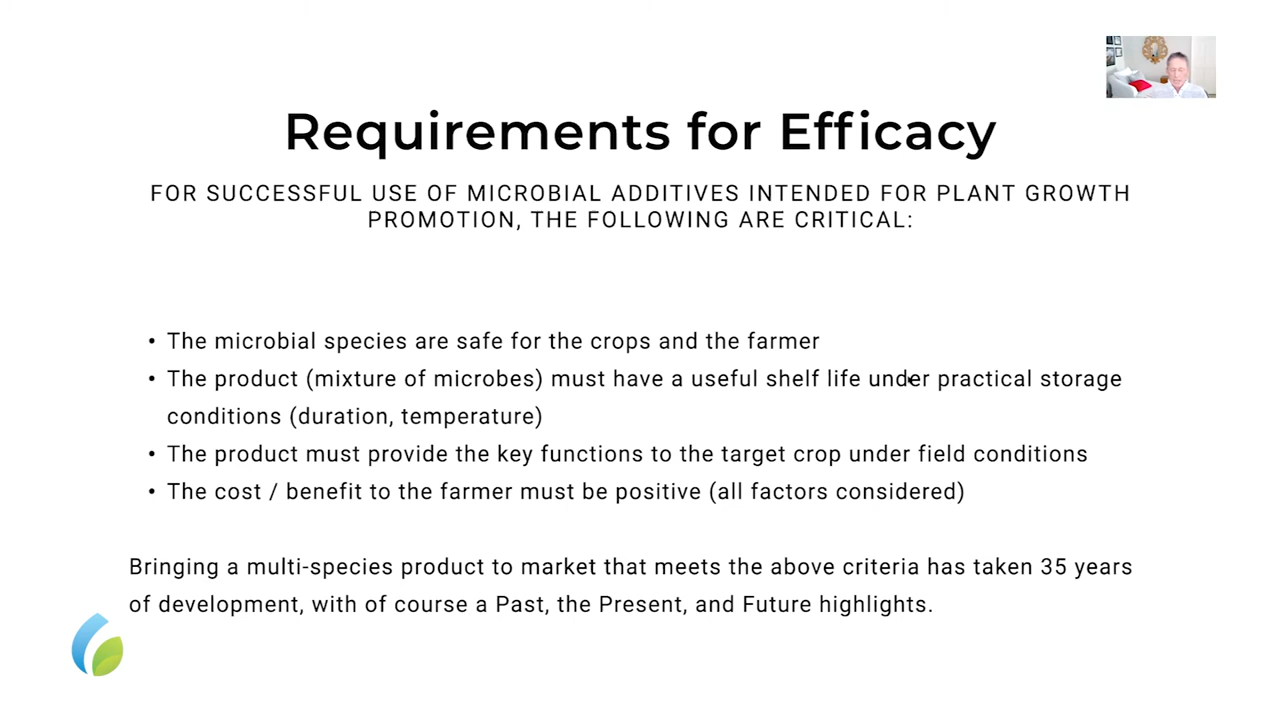 Requirements for Efficacy
FOR SUCCESSFUL USE OF MICROBIAL ADDITIVES INTENDED FOR PLANT GROWTH
PROMOTION, THE FOLLOWING ARE CRITICAL:
• The microbial species are safe for the crops and the farmer
• The product (mixture of microbes) must have a useful shelf life under practical storage
conditions (duration, temperature)
• The product must provide the key functions to the target crop under field conditions
• The cost / benefit to the farmer must be positive (all factors considered)
Bringing a multi-species product to market that meets the above criteria has taken 35 years
of development, with of course a Past, the Present, and Future highlights.